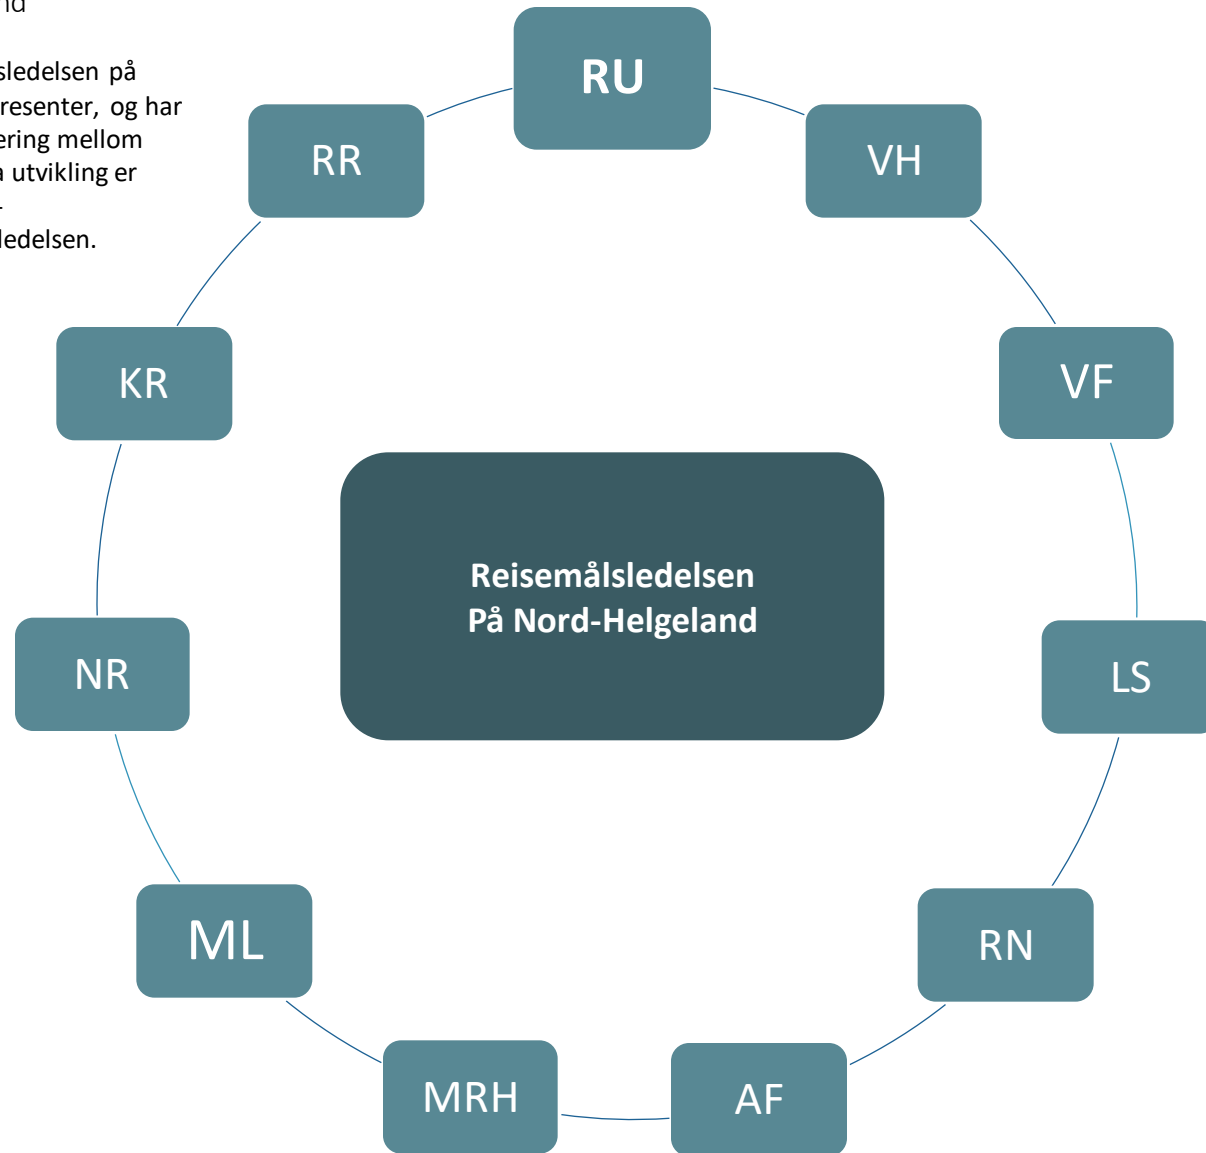 nd
sledelsen på
resenter, og har
ering mellom
a utvikling er
-
ledelsen.
RU
RR
VH
KR
VF
Reisemålsledelsen
På Nord-Helgeland
NR
LS
ML
RN
MRH
AF